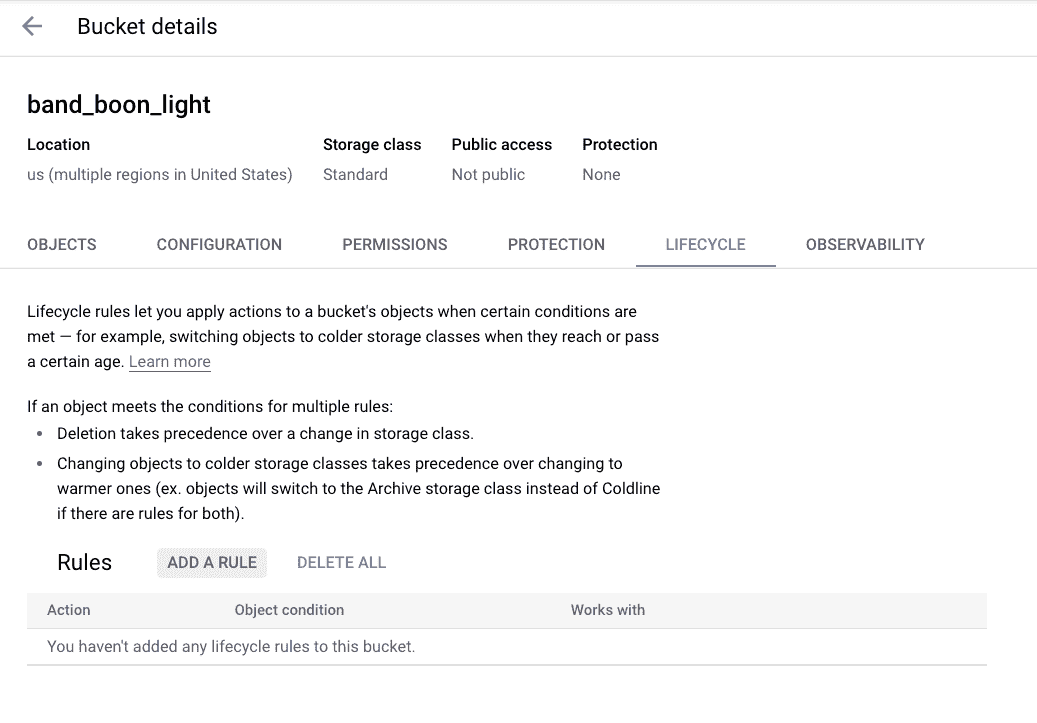 Bucket details
band_boon_light
Location Storage class Public access Protection
us (multiple regions in United States) Standard Not public None
OBJECTS CONFIGURATION PERMISSIONS PROTECTION LIFECYCLE OBSERVABILITY
Lifecycle rules let you apply actions to a bucket's objects when certain conditions are
met — for example, switching objects to colder storage classes when they reach or pass
a certain age. Learn more
If an object meets the conditions for multiple rules:
• Deletion takes precedence over a change in storage class.
• Changing objects to colder storage classes takes precedence over changing to
warmer ones (ex. objects will switch to the Archive storage class instead of Coldline
if there are rules for both).
Rules ADD A RULE DELETE ALL
Action Object condition Works with
You haven't added any lifecycle rules to this bucket.